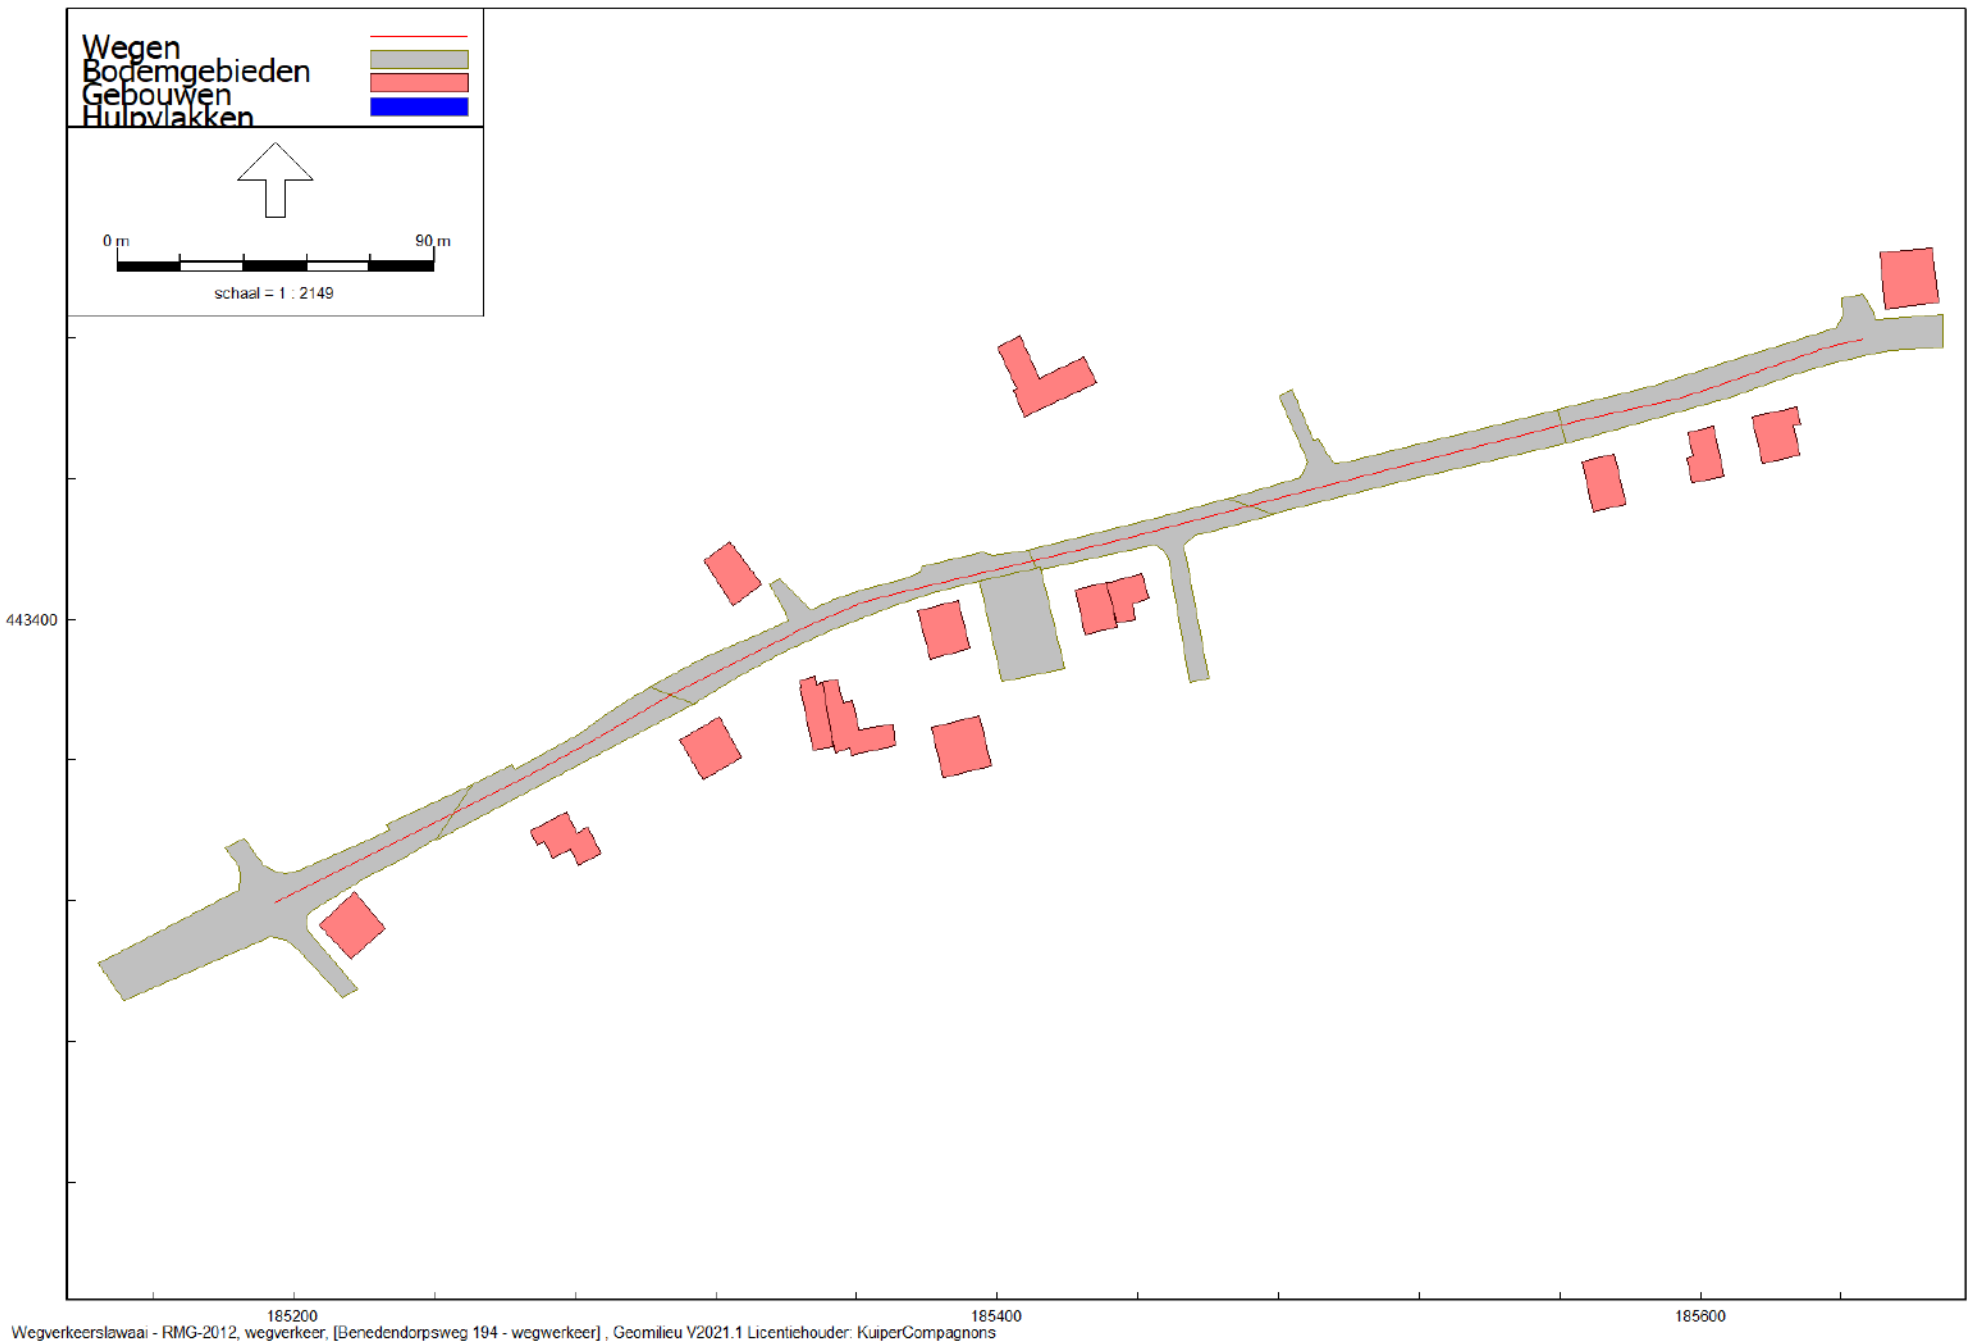 Wegen
Bodemgebieden
Gebouwen
Hulpvlakken
0 m 90 m
schaal = 1 : 2149
443400
185200 185400 185600
Wegverkeerslawaai - RMG-2012, wegverkeer, [Benedendorpsweg 194 - wegwerkeer] , Geomilieu V2021.1 Licentiehouder: KuiperCompagnons